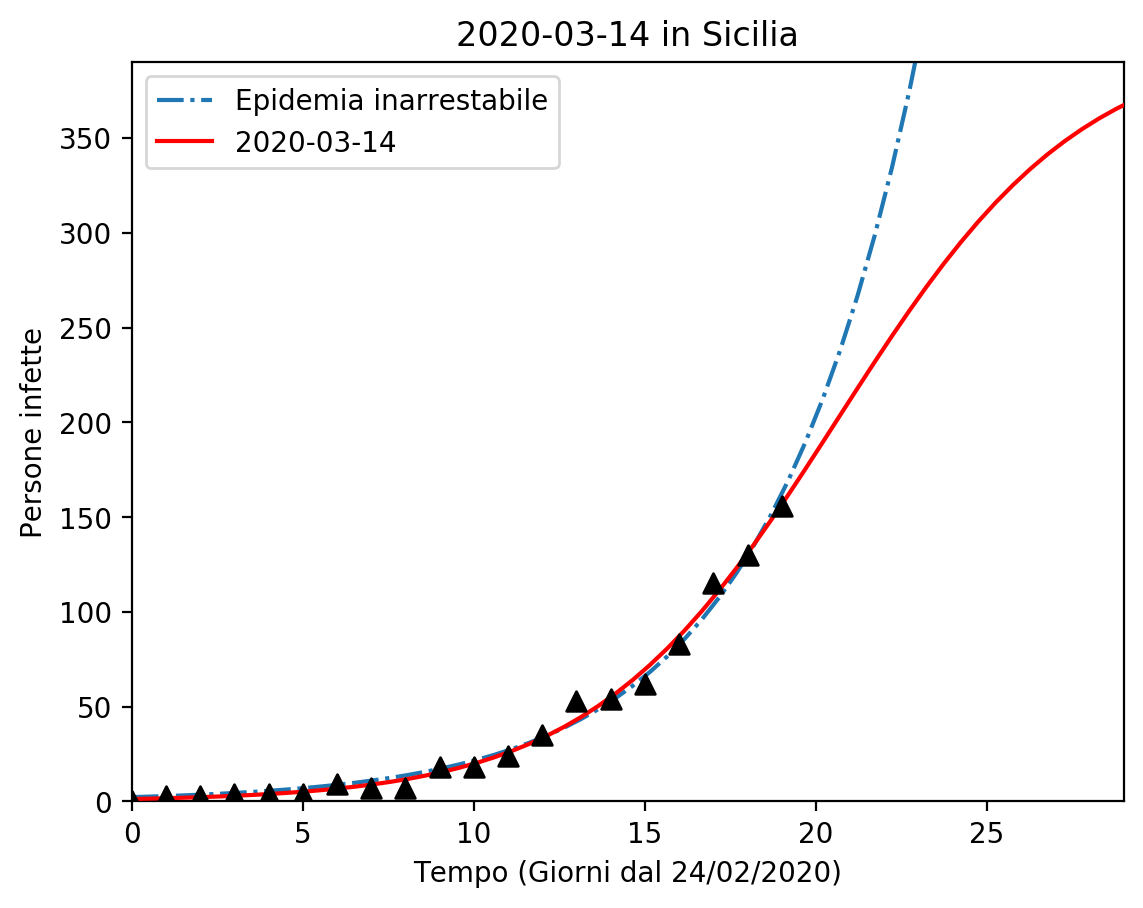 2020-03-14 in Sicilia
Epidemia inarrestabile
2020-03-14
350
300
250
200
150
100
50
0
Persone infette
0 5 10 15 20 25
Tempo (Giorni dal 24/02/2020)